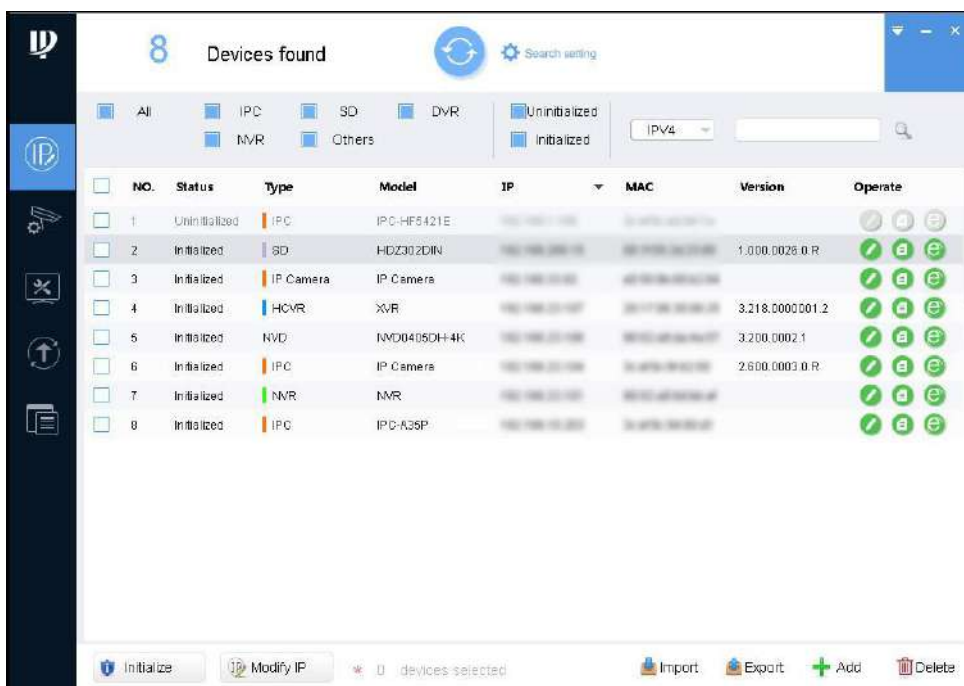 8 Devices found Search setting
All IPC SD DVR Uninitialized
NVR Others Initialized IPV4
NO. Status Type Model IP MAC Version Operate
1 Uninitialized IPC IPC-HF5421E
2 Initialized SD HDZ302DIN 1.000.0026.0.R
3 Initialized IP Camera IP Camera
4 Initialized HCVR XVR 3.218.0000001.2
5 Initialized NVD NVD0405DH-4K 3.200.0002.1
6 Initialized IPC IP Camera 2.600.0003.0.R
7 Initialized NVR NVR
8 Initialized IPC IPC-A35P
Initialize Modify IP * 0 devices selected Import Export Add Delete